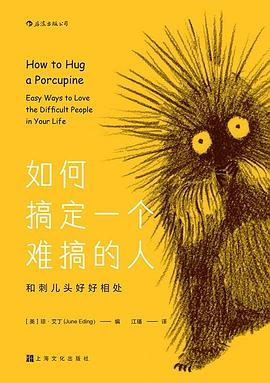 后浪出版公司
How to Hug
a Porcupine
Easy Ways to Love
the Difficult People
in Your Life
如何
搞定一个
难搞的人
和刺儿头好好相处
[美] 琼·艾丁 (June Eding) —— 编 江璐 —— 译
上海文化出版社